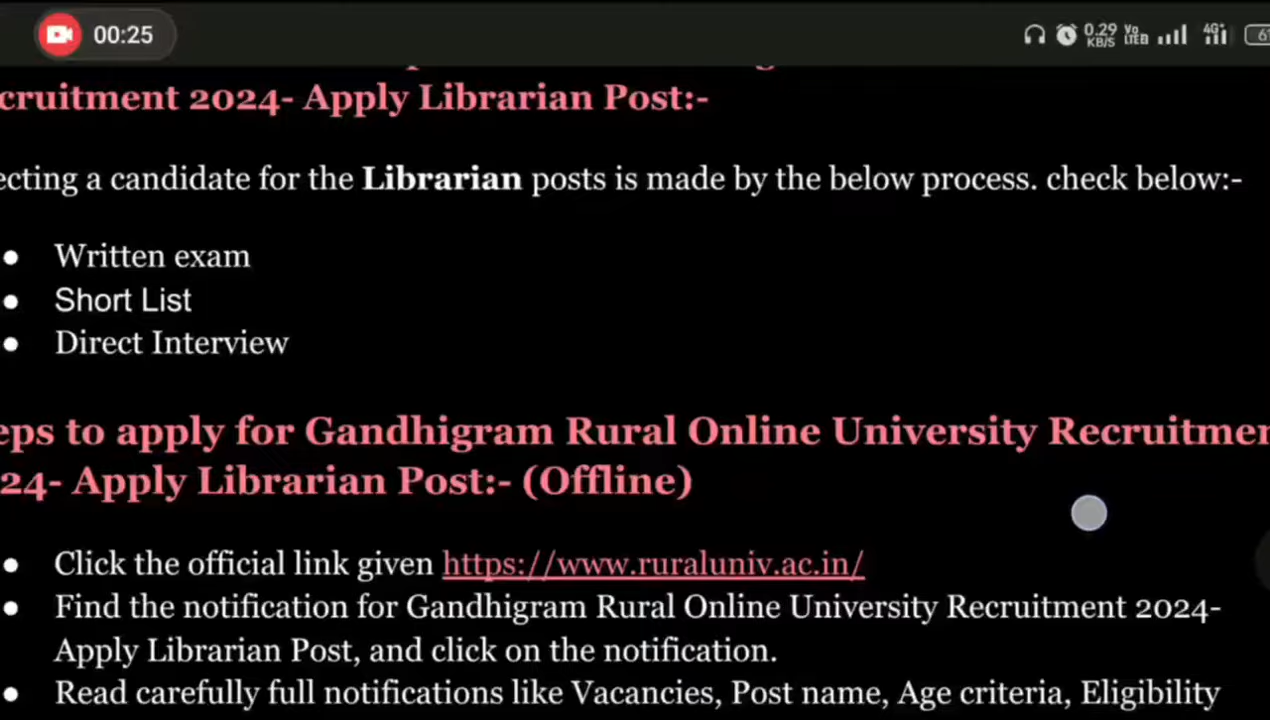 00:25
0.29 KB/S Vo LTE 4G+ 61
cruitment 2024- Apply Librarian Post:-
ecting a candidate for the Librarian posts is made by the below process. check below:-
● Written exam
● Short List
● Direct Interview
eps to apply for Gandhigram Rural Online University Recruitmen
24- Apply Librarian Post:- (Offline)
● Click the official link given https://www.ruraluniv.ac.in/
● Find the notification for Gandhigram Rural Online University Recruitment 2024-
Apply Librarian Post, and click on the notification.
● Read carefully full notifications like Vacancies, Post name, Age criteria, Eligibility